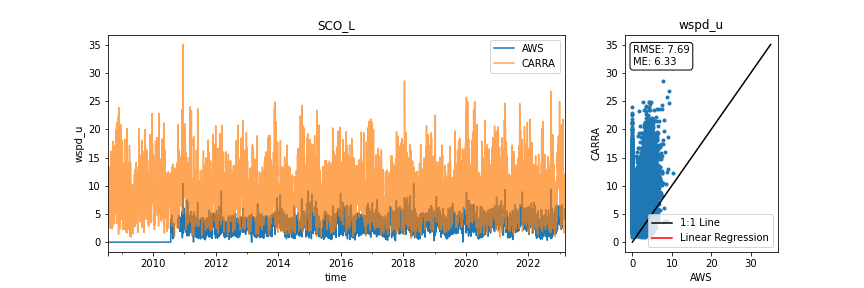 SCO_L
wspd_u
35
30
25
20
15
10
5
0
2010
2012
2014
2016
2018
2020
2022
time
AWS
CARRA
wspd_u
CARRA
35
30
25
20
15
10
5
0
0
10
20
30
AWS
RMSE: 7.69
ME: 6.33
1:1 Line
Linear Regression